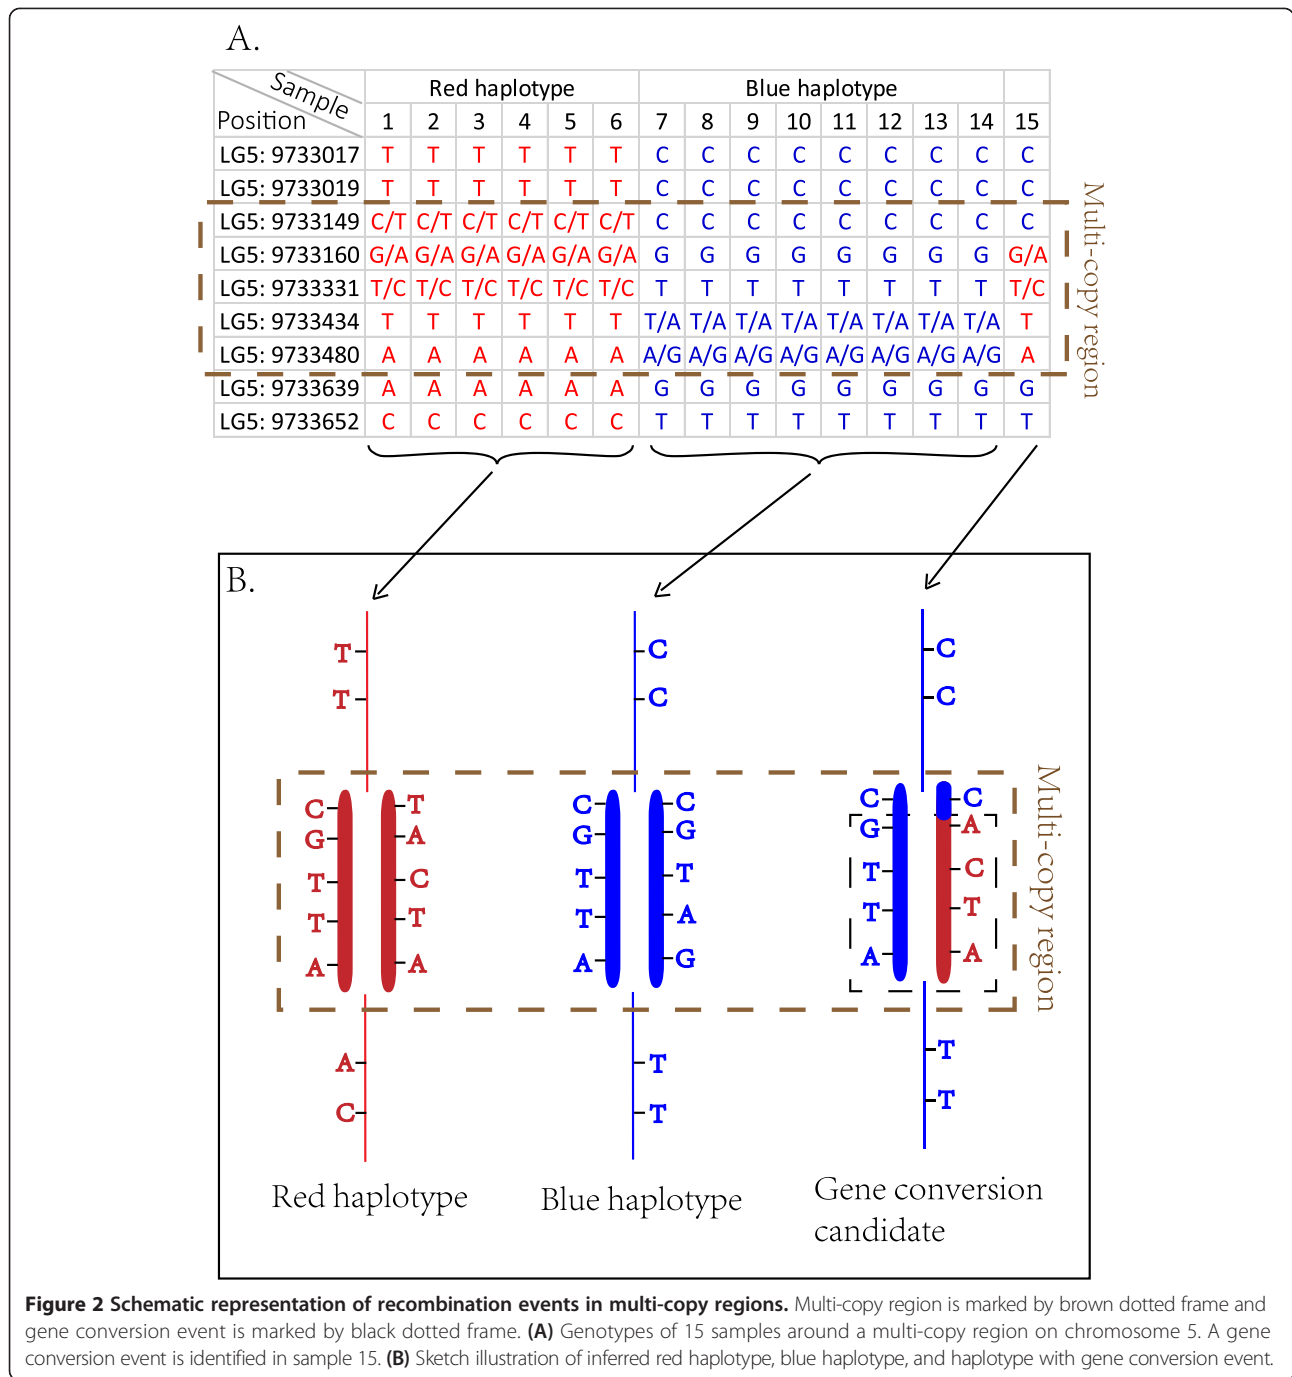 A.
Sample Red haplotype Blue haplotype
Position 1 2 3 4 5 6 7 8 9 10 11 12 13 14 15
LG5: 9733017 T T T T T T C C C C C C C C C
LG5: 9733019 T T T T T T C C C C C C C C C
LG5: 9733149 C/T C/T C/T C/T C/T C/T C C C C C C C C C
LG5: 9733160 G/A G/A G/A G/A G/A G/A G G G G G G G G G/A
LG5: 9733331 T/C T/C T/C T/C T/C T/C T T T T T T T T T/C
LG5: 9733434 T T T T T T T/A T/A T/A T/A T/A T/A T/A T/A T
LG5: 9733480 A A A A A A A/G A/G A/G A/G A/G A/G A/G A/G A
LG5: 9733639 A A A A A A G G G G G G G G G
LG5: 9733652 C C C C C C T T T T T T T T T
Multi-copy region
B.
T C C
T C C
C T C C C C
G A G G G A
T C T T T C
T T T A T T
A A A G A A
A T T
C T T
Multi-copy region
Red haplotype
Blue haplotype
Gene conversion
candidate
Figure 2 Schematic representation of recombination events in multi-copy regions. Multi-copy region is marked by brown dotted frame and
gene conversion event is marked by black dotted frame. (A) Genotypes of 15 samples around a multi-copy region on chromosome 5. A gene
conversion event is identified in sample 15. (B) Sketch illustration of inferred red haplotype, blue haplotype, and haplotype with gene conversion event.